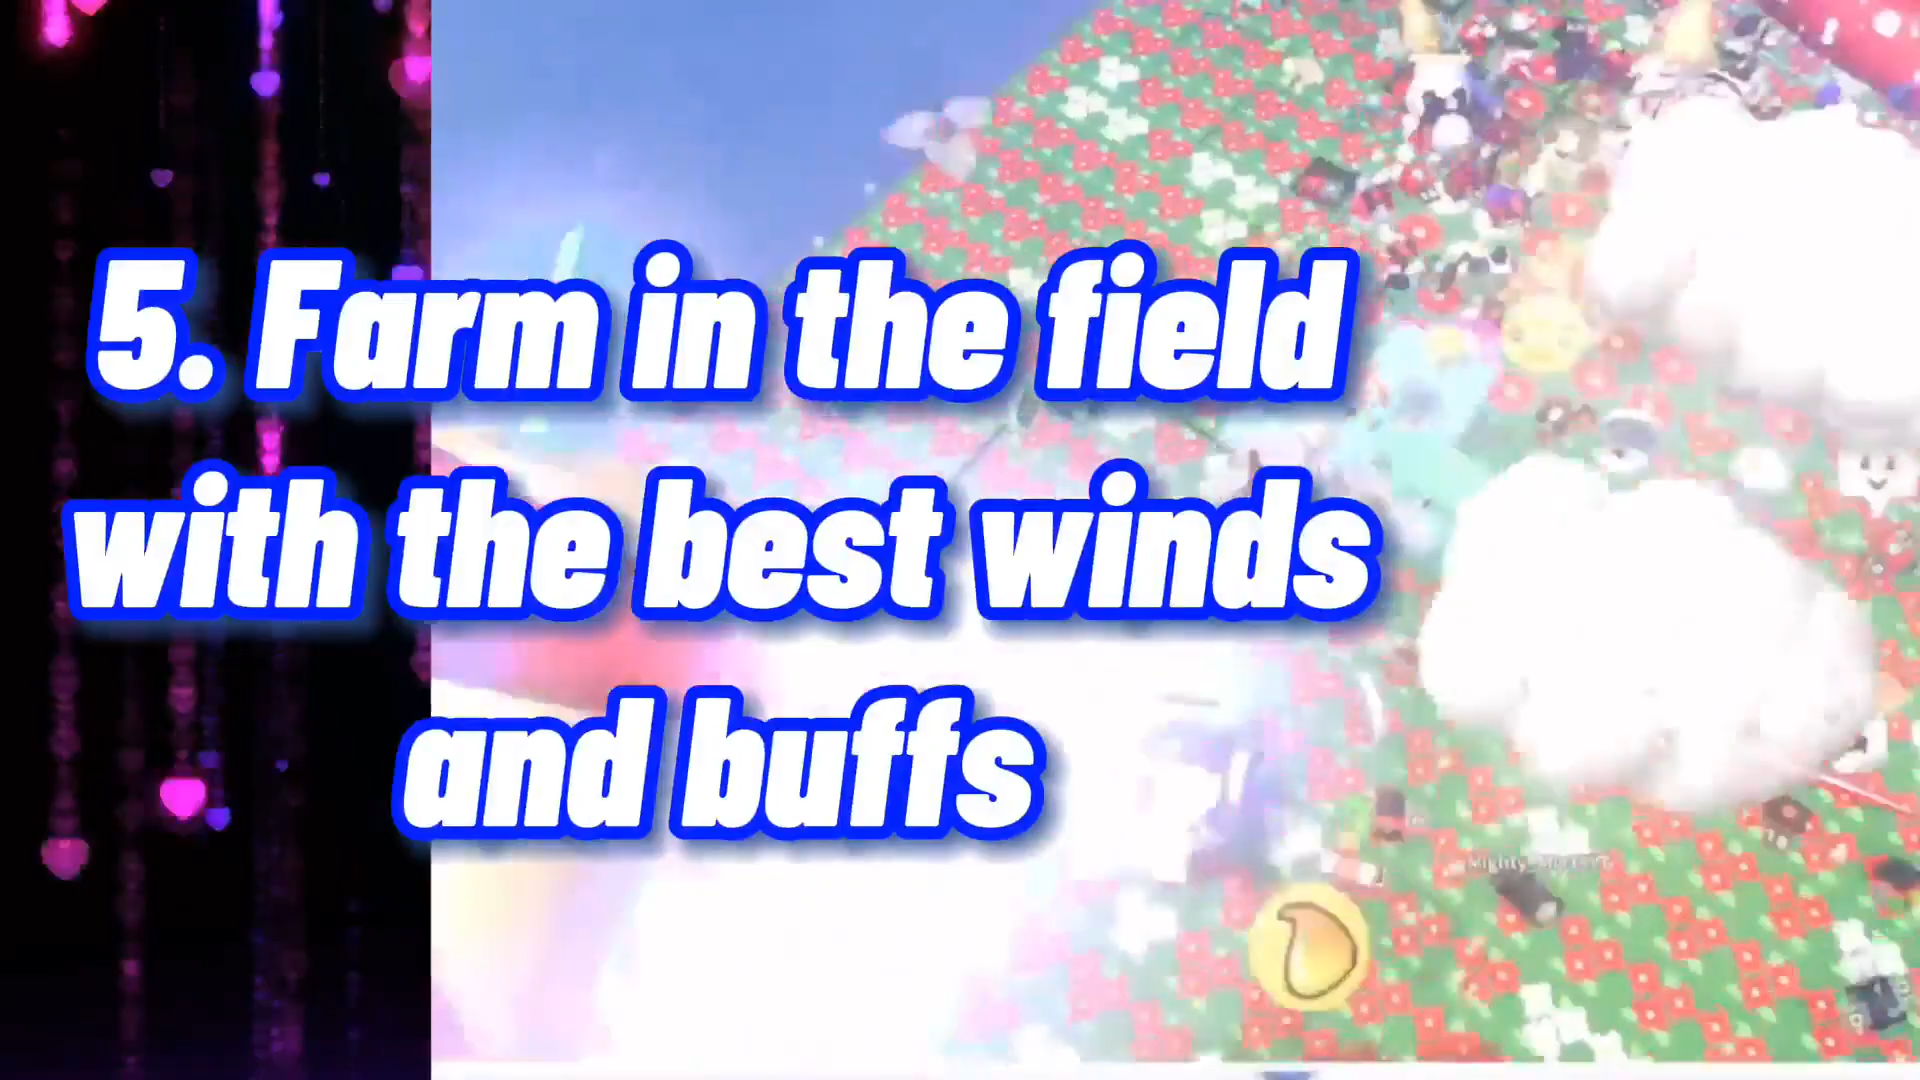 5. Farm in the field
with the best winds
and buffs